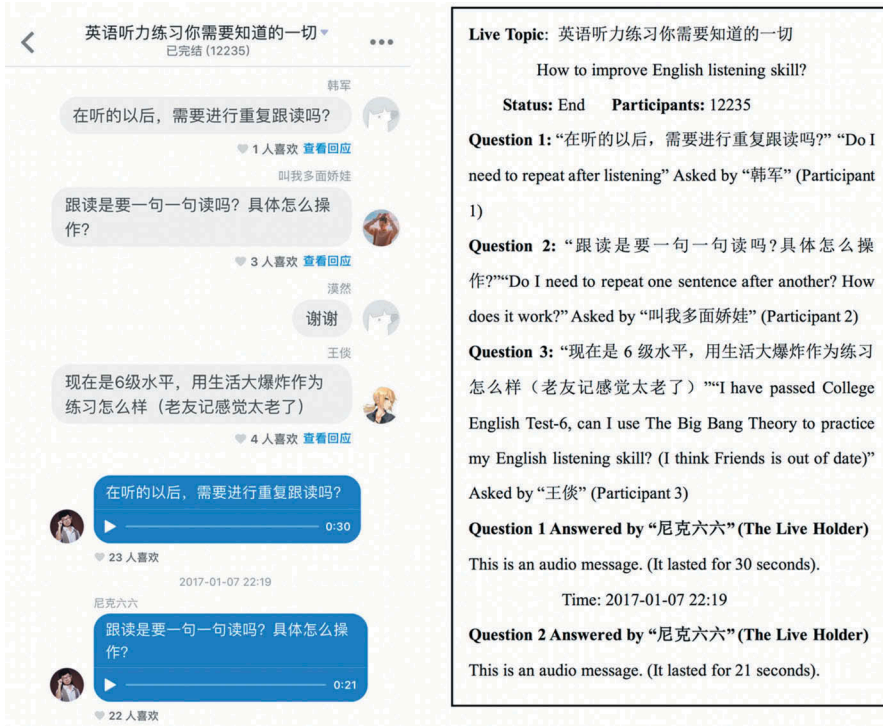 英语听力练习你需要知道的一切
已完结 (12235)
韩军
在听的以后，需要进行重复跟读吗？
1 人喜欢 查看回应
叫我多面娇娃
跟读是要一句一句读吗？具体怎么操
作？
3 人喜欢 查看回应
漠然
谢谢
王倓
现在是6级水平，用生活大爆炸作为
练习怎么样（老友记感觉太老了）
4 人喜欢 查看回应
在听的以后，需要进行重复跟读吗？
0:30
23 人喜欢
2017-01-07 22:19
尼克六六
跟读是要一句一句读吗？具体怎么操
作？
0:21
22 人喜欢
Live Topic: 英语听力练习你需要知道的一切
How to improve English listening skill?
Status: End Participants: 12235
Question 1: “在听的以后，需要进行重复跟读吗?” “Do I
need to repeat after listening” Asked by “韩军” (Participant
1)
Question 2: “跟读是要一句一句读吗?具体怎么操
作?”“Do I need to repeat one sentence after another? How
does it work?” Asked by “叫我多面娇娃” (Participant 2)
Question 3: “现在是 6 级水平，用生活大爆炸作为练习
怎么样（老友记感觉太老了）”“I have passed College
English Test-6, can I use The Big Bang Theory to practice
my English listening skill? (I think Friends is out of date)”
Asked by “王倓” (Participant 3)
Question 1 Answered by “尼克六六” (The Live Holder)
This is an audio message. (It lasted for 30 seconds).
Time: 2017-01-07 22:19
Question 2 Answered by “尼克六六” (The Live Holder)
This is an audio message. (It lasted for 21 seconds).